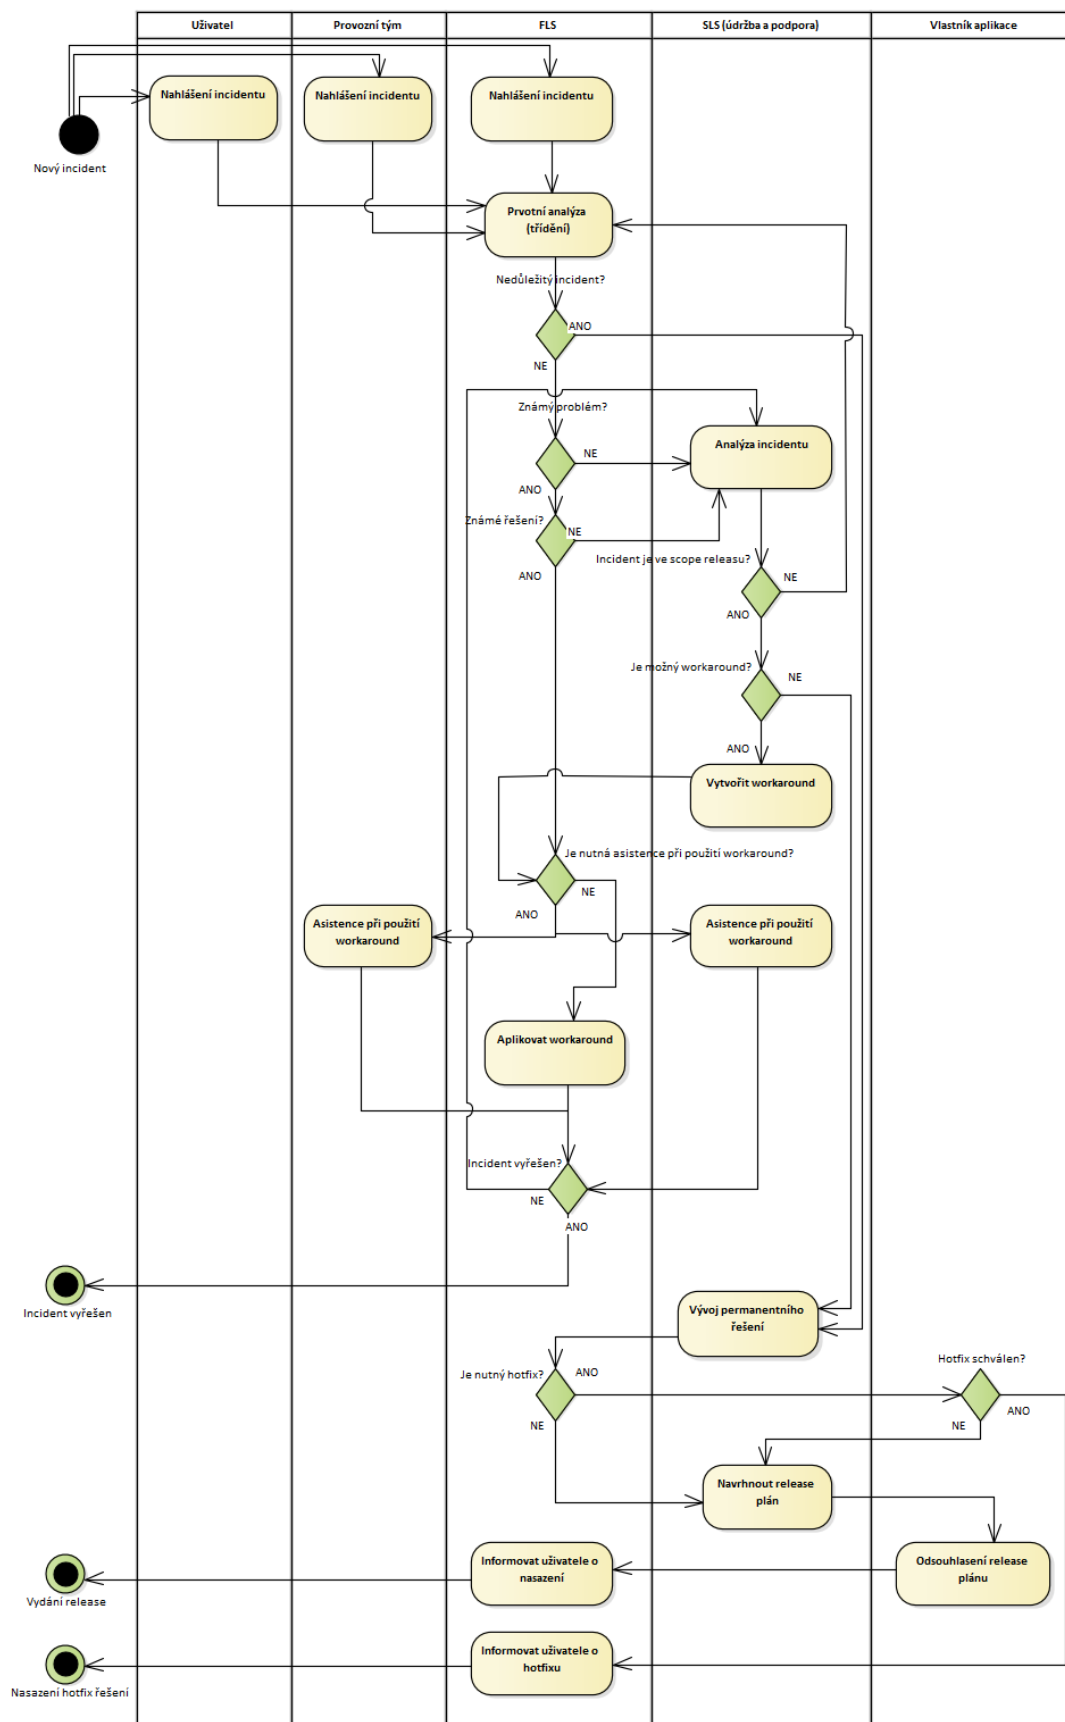 Uživatel
Provozní tým
FLS
SLS (údržba a podpora)
Vlastník aplikace
Nahlášení incidentu
Nahlášení incidentu
Nahlášení incidentu
Nový incident
Prvotní analýza
(třídění)
Nedůležitý incident?
ANO
NE
Známý problém?
Analýza incidentu
NE
ANO
Známé řešení?
NE
ANO
Incident je ve scope releasu?
NE
ANO
Je možný workaround?
NE
ANO
Vytvořit workaround
Je nutná asistence při použití workaround?
NE
ANO
Asistence při použití
workaround
Asistence při použití
workaround
Aplikovat workaround
Incident vyřešen?
NE
ANO
Incident vyřešen
Vývoj permanentního
řešení
Je nutný hotfix?
ANO
NE
Hotfix schválen?
ANO
NE
Navrhnout release
plán
Odsouhlasení release
plánu
Informovat uživatele o
nasazení
Vydání release
Informovat uživatele o
hotfixu
Nasazení hotfix řešení